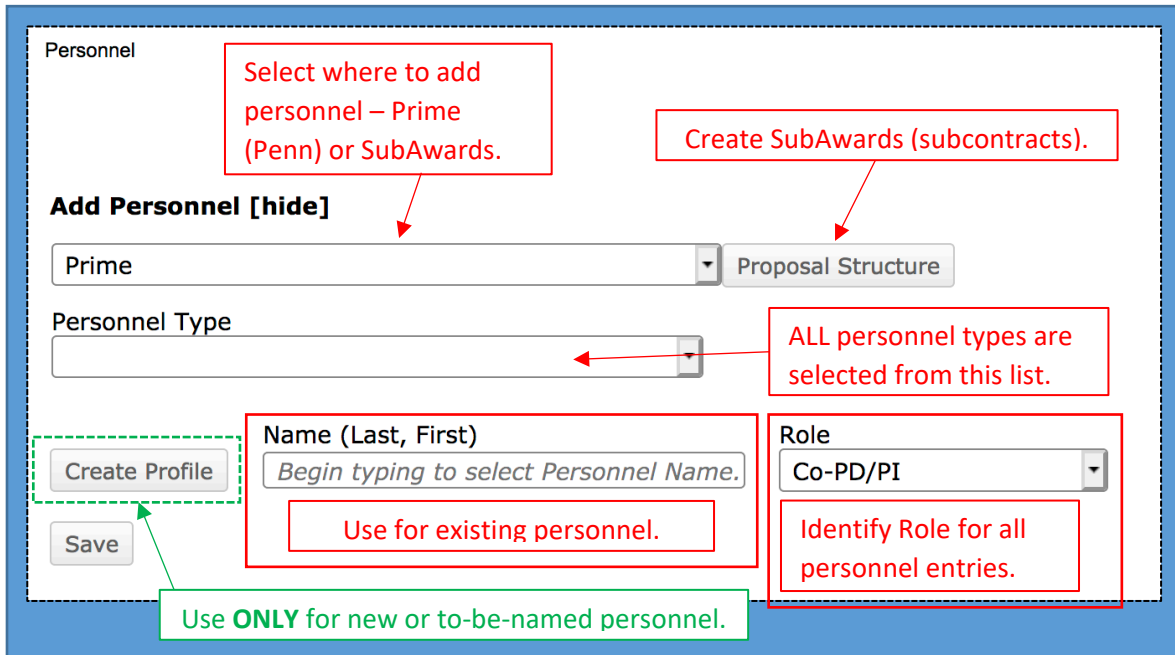 Personnel
Select where to add
personnel – Prime
(Penn) or SubAwards.
Create SubAwards (subcontracts).
Add Personnel [hide]
Prime
Proposal Structure
Personnel Type
ALL personnel types are
selected from this list.
Name (Last, First)
Role
Create Profile
Begin typing to select Personnel Name.
Co-PD/PI
Use for existing personnel.
Identify Role for all
personnel entries.
Save
Use ONLY for new or to-be-named personnel.